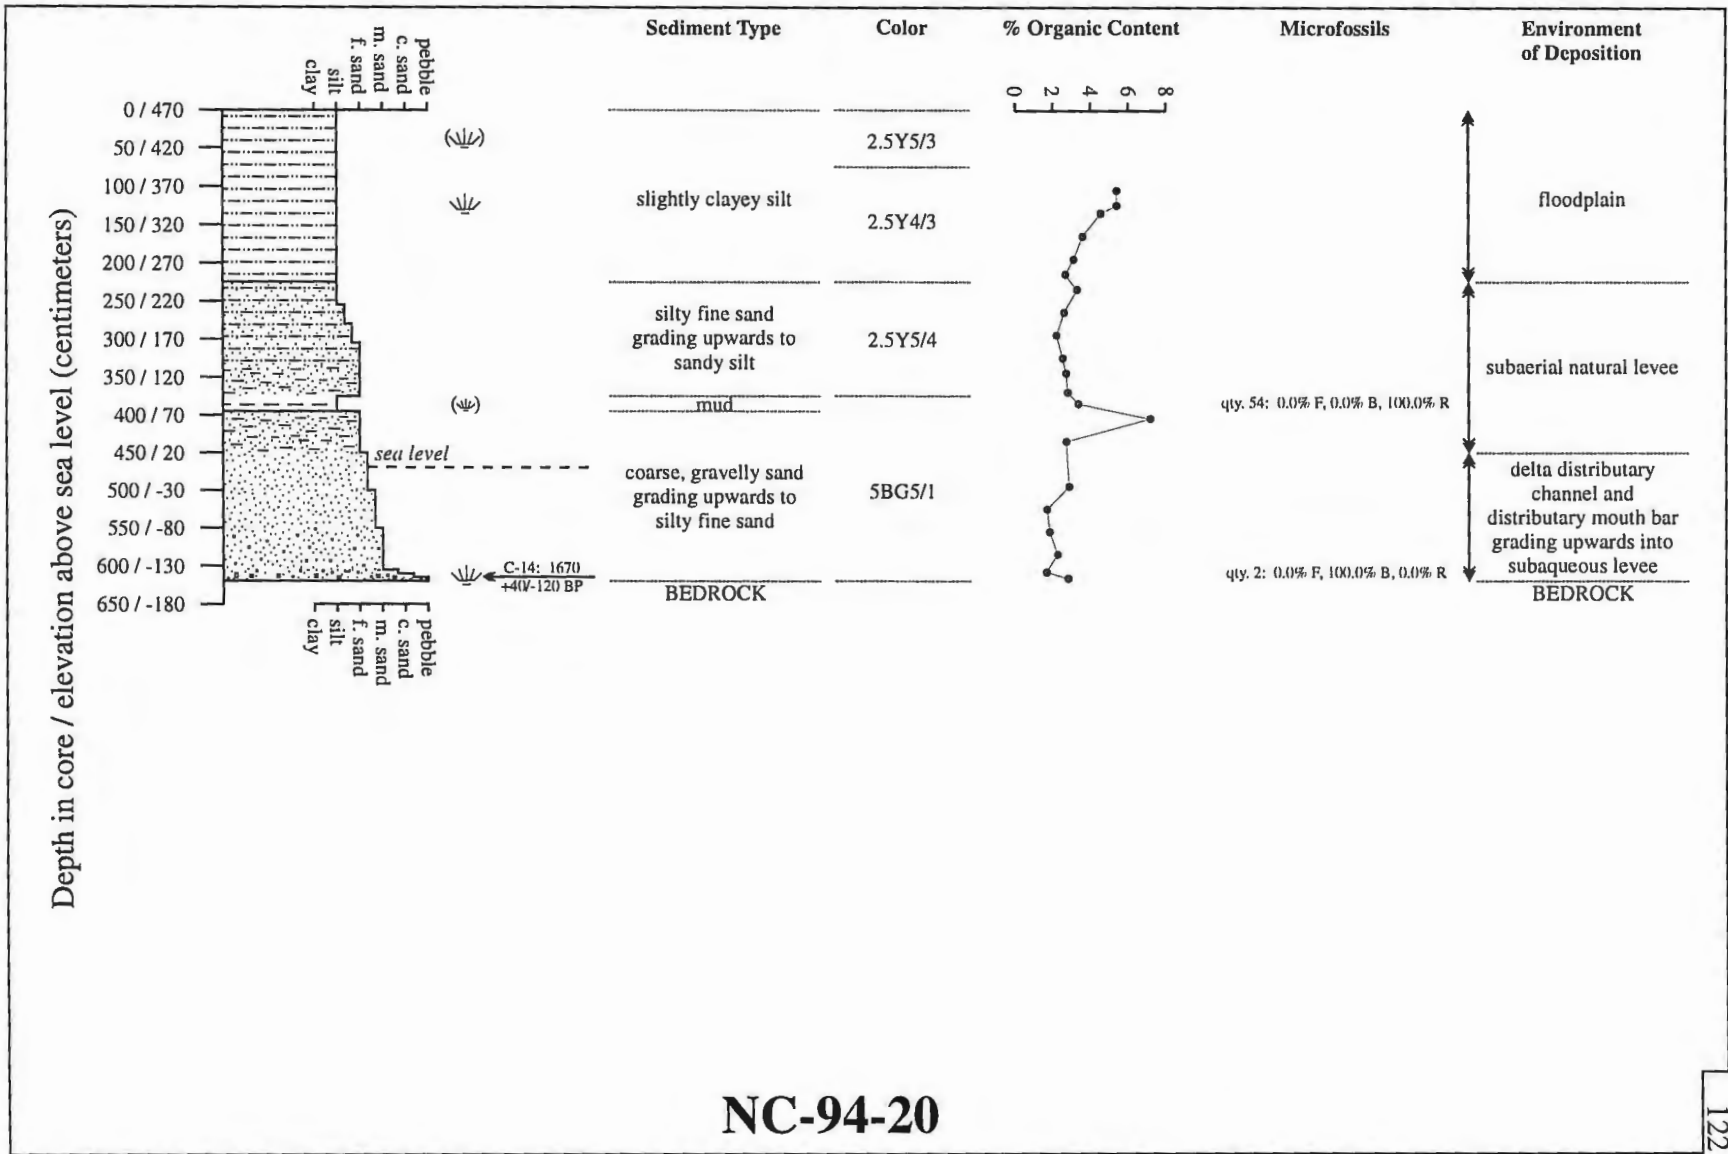 Sediment Type
Color
% Organic Content
Microfossils
Environment
of Deposition
clay
silt
f. sand
m. sand
c. sand
pebble
0 2 4 6 8
Depth in core / elevation above sea level (centimeters)
0 / 470
50 / 420
100 / 370
150 / 320
200 / 270
250 / 220
300 / 170
350 / 120
400 / 70
450 / 20
500 / -30
550 / -80
600 / -130
650 / -180
sea level
C-14: 1670
+40/-120 BP
slightly clayey silt
silty fine sand
grading upwards to
sandy silt
mud
coarse, gravelly sand
grading upwards to
silty fine sand
BEDROCK
2.5Y5/3
2.5Y4/3
2.5Y5/4
5BG5/1
qty. 54: 0.0% F, 0.0% B, 100.0% R
qty. 2: 0.0% F, 100.0% B, 0.0% R
floodplain
subaerial natural levee
delta distributary
channel and
distributary mouth bar
grading upwards into
subaqueous levee
BEDROCK
clay
silt
f. sand
m. sand
c. sand
pebble
NC-94-20
122